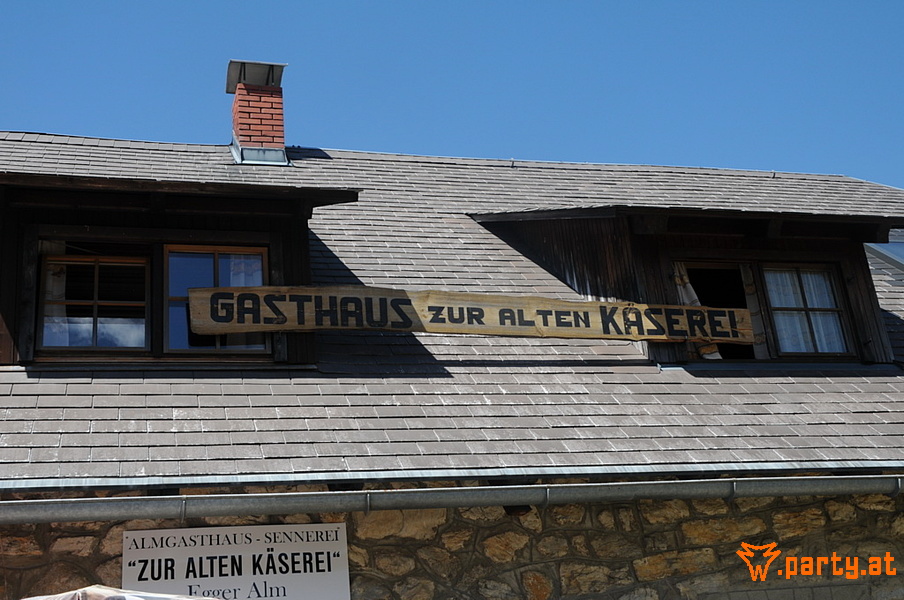 GASTHAUS ZUR ALTEN KÄSEREI
ALMGASTHAUS - SENNEREI
"ZUR ALTEN KÄSEREI"
Egger Alm
w.party.at